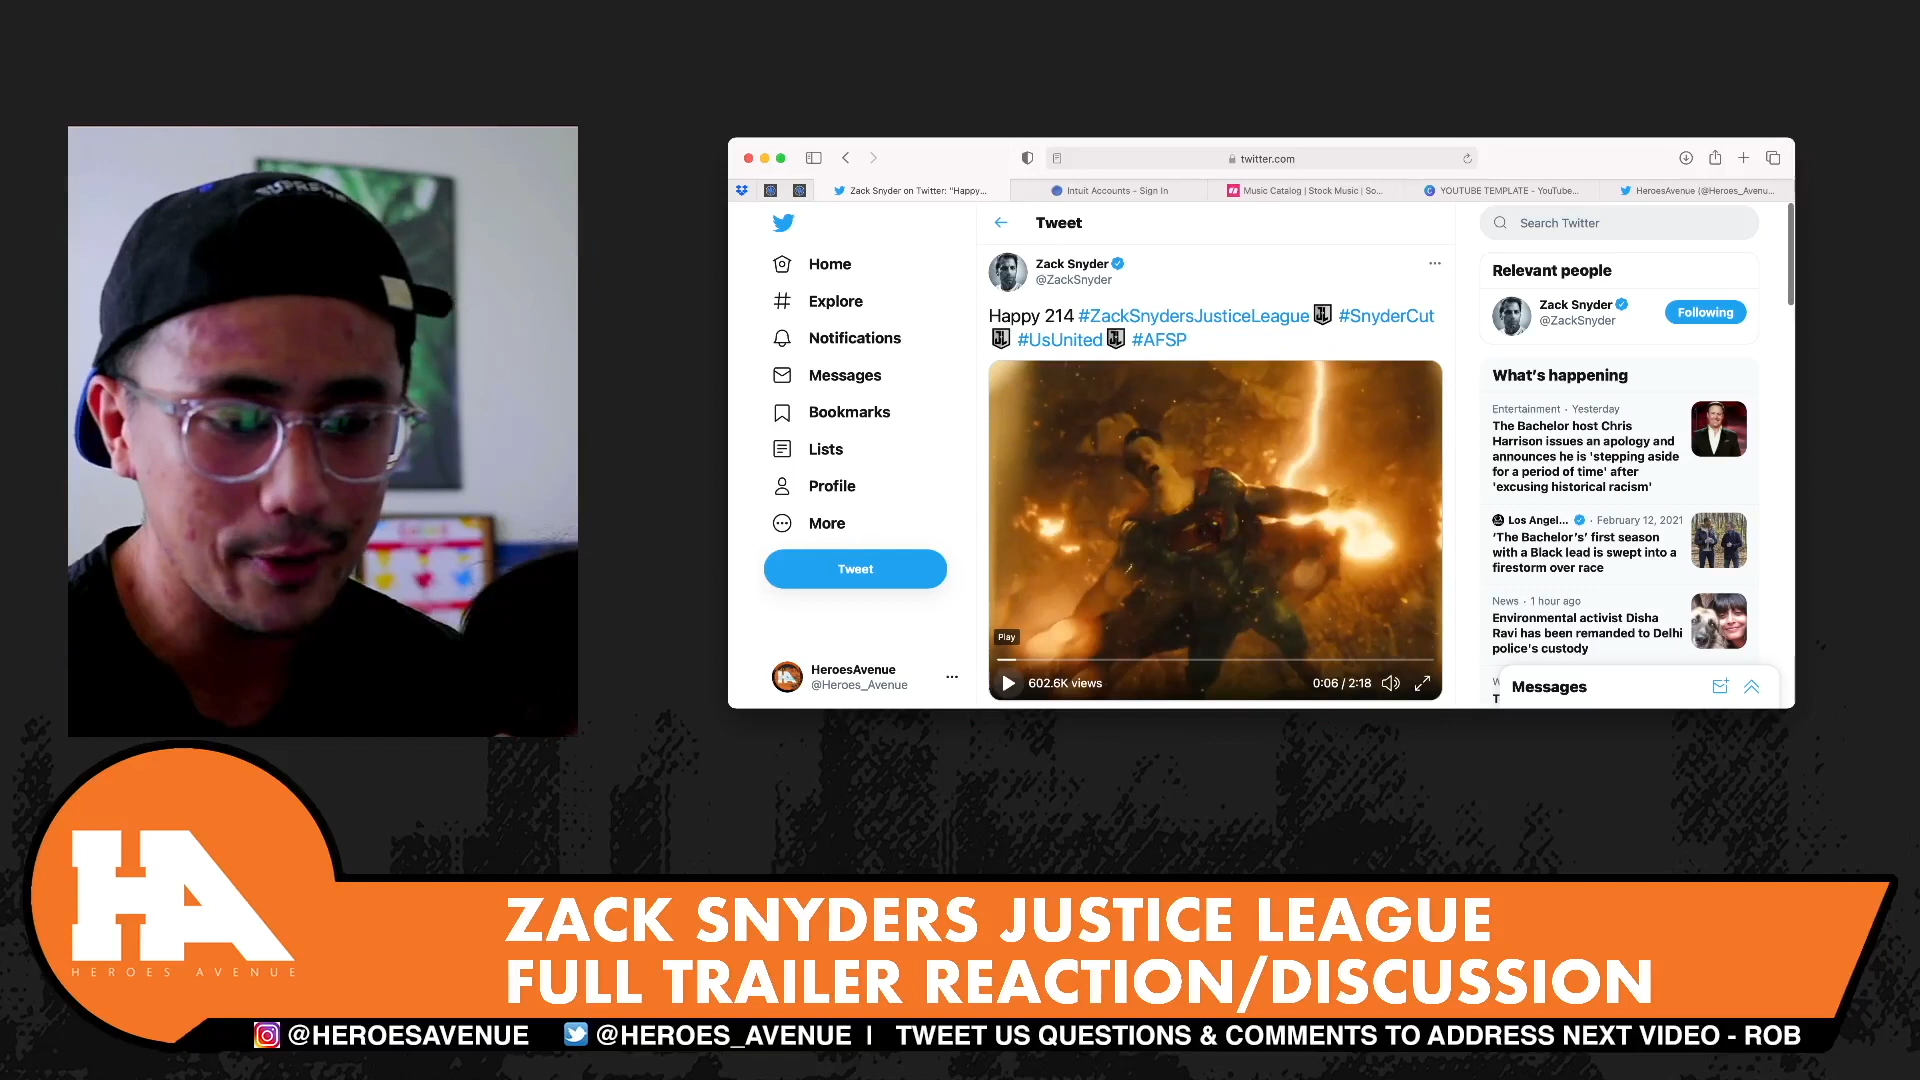 SUPREME
twitter.com
Zack Snyder on Twitter: "Happy...
Intuit Accounts - Sign In
Music Catalog | Stock Music | So...
YOUTUBE TEMPLATE - YouTube...
HeroesAvenue (@Heroes_Avenu...
Home
Explore
Notifications
Messages
Bookmarks
Lists
Profile
More
Tweet
HeroesAvenue
@Heroes_Avenue
Tweet
Zack Snyder
@ZackSnyder
Happy 214 #ZackSnydersJusticeLeague #SnyderCut
#UsUnited #AFSP
Play
602.6K views
0:06 / 2:18
Search Twitter
Relevant people
Zack Snyder
@ZackSnyder
Following
What's happening
Entertainment · Yesterday
The Bachelor host Chris
Harrison issues an apology and
announces he is 'stepping aside
for a period of time' after
'excusing historical racism'
Los Angel... · February 12, 2021
'The Bachelor's' first season
with a Black lead is swept into a
firestorm over race
News · 1 hour ago
Environmental activist Disha
Ravi has been remanded to Delhi
police's custody
Messages
HA
HEROES AVENUE
ZACK SNYDERS JUSTICE LEAGUE
FULL TRAILER REACTION/DISCUSSION
@HEROESAVENUE @HEROES_AVENUE | TWEET US QUESTIONS & COMMENTS TO ADDRESS NEXT VIDEO - ROB